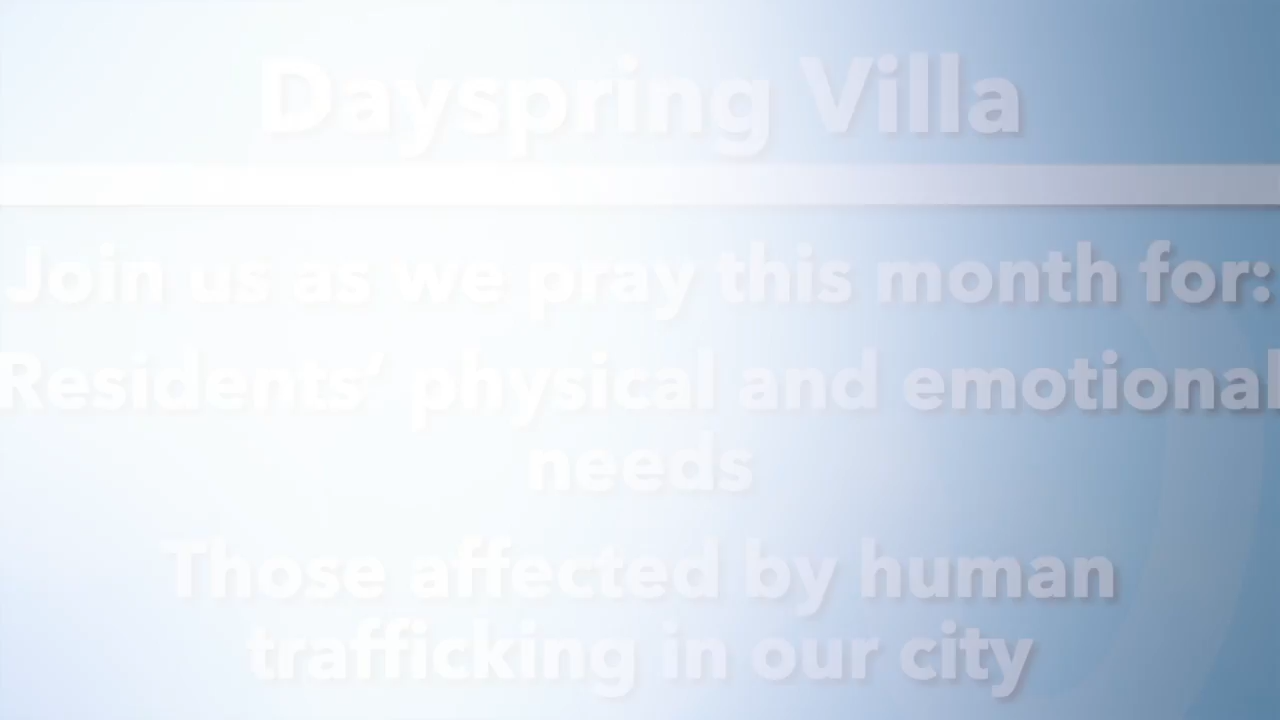 Dayspring Villa
Join us as we pray this month for:
Residents’ physical and emotional
needs
Those affected by human
trafficking in our city